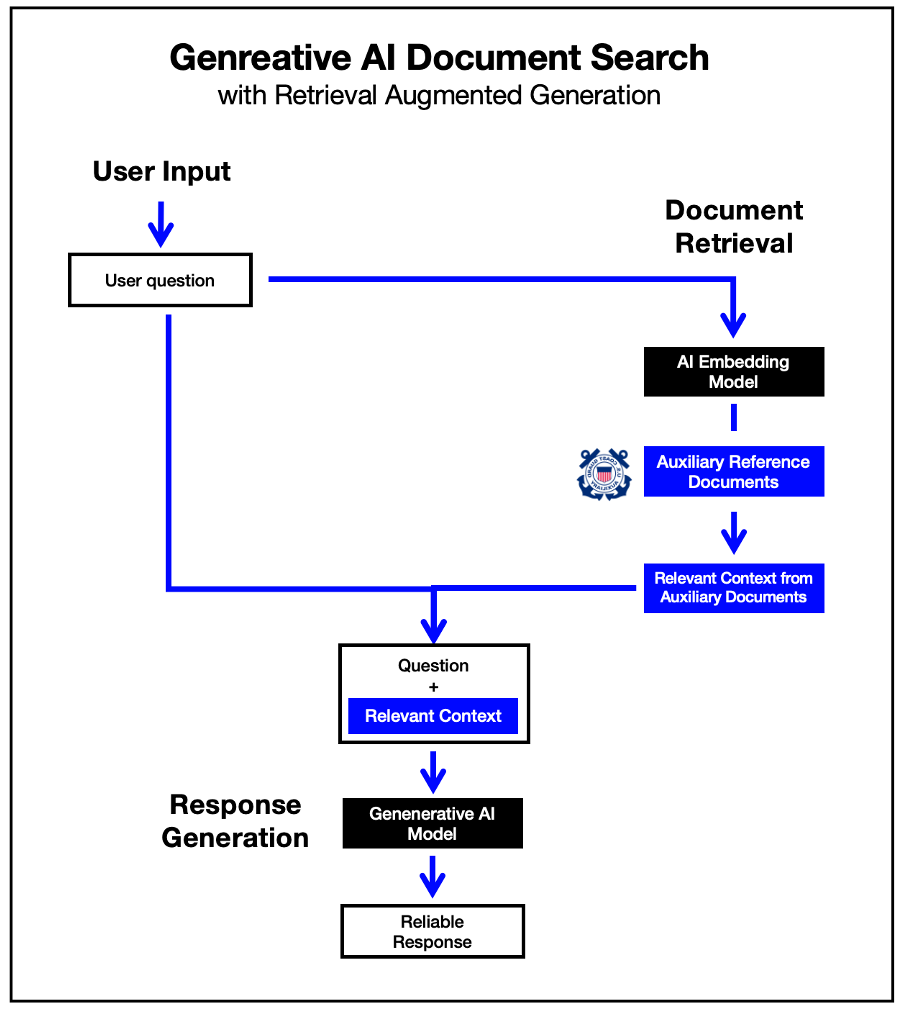 Genreative AI Document Search
with Retrieval Augmented Generation
User Input
Document
Retrieval
User question
AI Embedding
Model
Auxiliary Reference
Documents
Relevant Context from
Auxiliary Documents
Question
+
Relevant Context
Response
Generation
Genenerative AI
Model
Reliable
Response